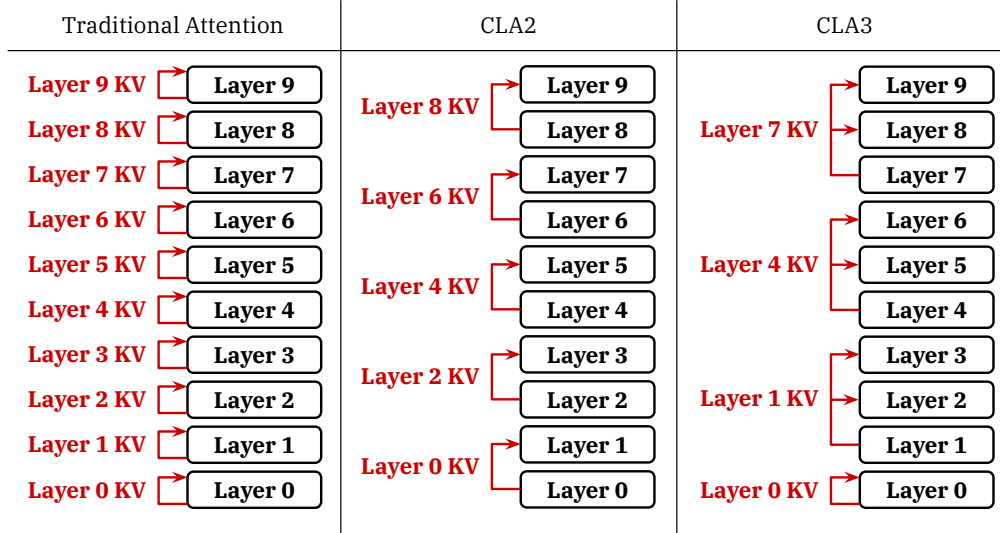 Traditional Attention
Layer 9 KV
Layer 9
Layer 8 KV
Layer 8
Layer 7 KV
Layer 7
Layer 6 KV
Layer 6
Layer 5 KV
Layer 5
Layer 4 KV
Layer 4
Layer 3 KV
Layer 3
Layer 2 KV
Layer 2
Layer 1 KV
Layer 1
Layer 0 KV
Layer 0
CLA2
Layer 8 KV
Layer 9
Layer 8
Layer 6 KV
Layer 7
Layer 6
Layer 4 KV
Layer 5
Layer 4
Layer 2 KV
Layer 3
Layer 2
Layer 0 KV
Layer 1
Layer 0
CLA3
Layer 7 KV
Layer 9
Layer 8
Layer 7
Layer 4 KV
Layer 6
Layer 5
Layer 4
Layer 1 KV
Layer 3
Layer 2
Layer 1
Layer 0 KV
Layer 0